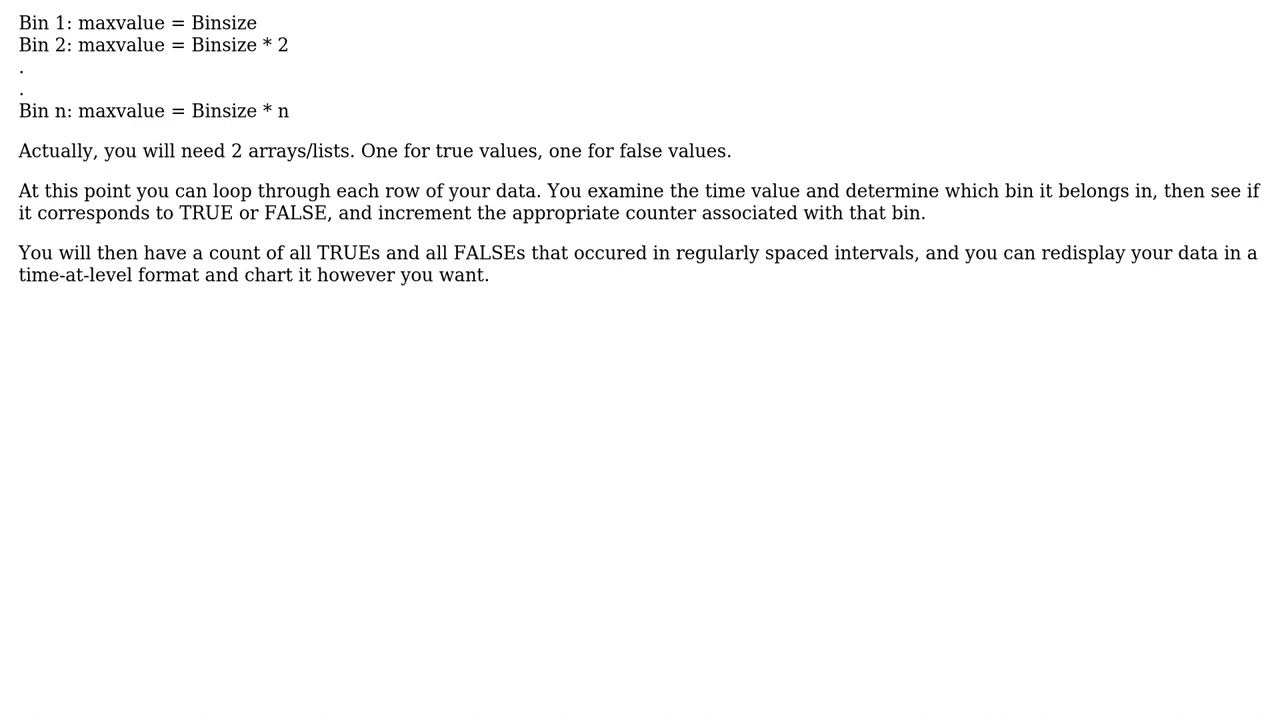 Bin 1: maxvalue = Binsize
Bin 2: maxvalue = Binsize * 2
.
.
Bin n: maxvalue = Binsize * n
Actually, you will need 2 arrays/lists. One for true values, one for false values.
At this point you can loop through each row of your data. You examine the time value and determine which bin it belongs in, then see if
it corresponds to TRUE or FALSE, and increment the appropriate counter associated with that bin.
You will then have a count of all TRUEs and all FALSEs that occured in regularly spaced intervals, and you can redisplay your data in a
time-at-level format and chart it however you want.